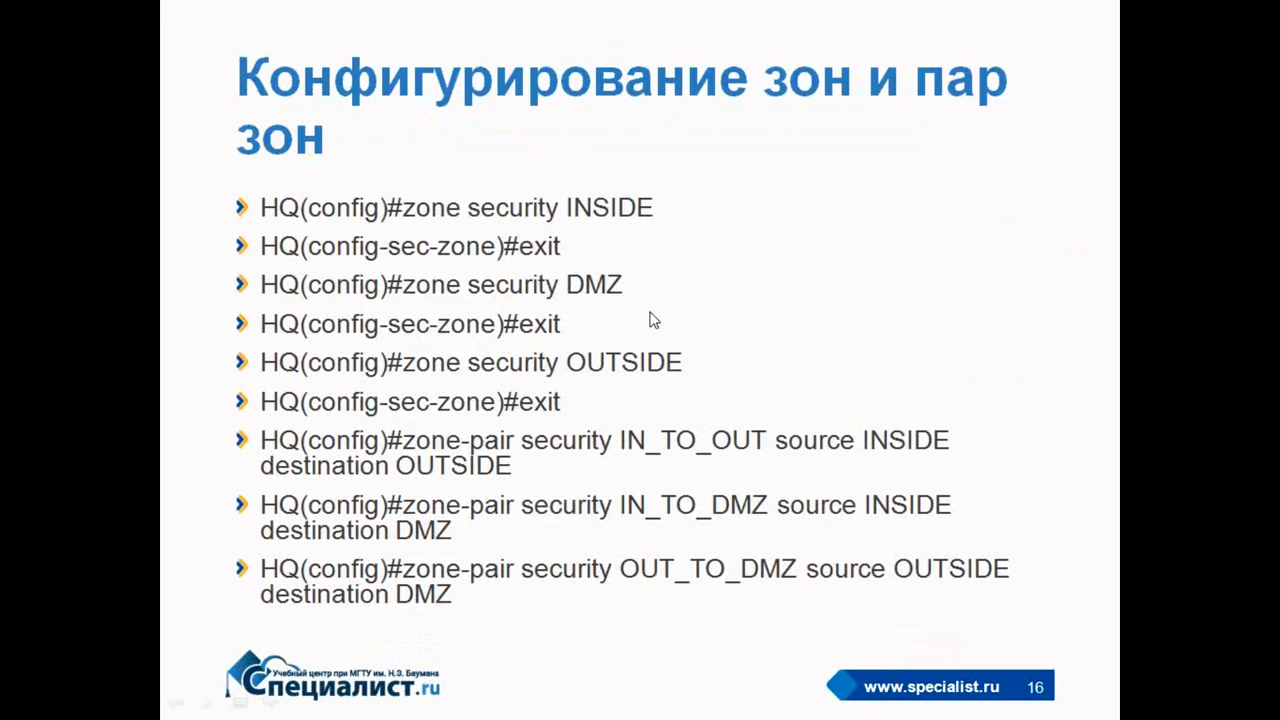 Конфигурирование зон и пар
зон
HQ(config)#zone security INSIDE
HQ(config-sec-zone)#exit
HQ(config)#zone security DMZ
HQ(config-sec-zone)#exit
HQ(config)#zone security OUTSIDE
HQ(config-sec-zone)#exit
HQ(config)#zone-pair security IN_TO_OUT source INSIDE
destination OUTSIDE
HQ(config)#zone-pair security IN_TO_DMZ source INSIDE
destination DMZ
HQ(config)#zone-pair security OUT_TO_DMZ source OUTSIDE
destination DMZ
Учебный центр при МГТУ им. Н.Э. Баумана
Специалист.ru
www.specialist.ru 16